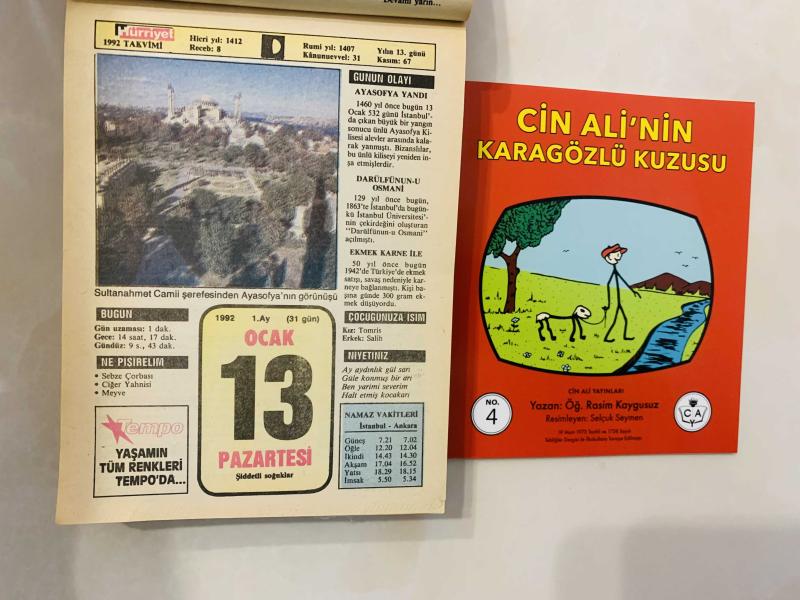 Devamı yarın...
Hürriyet
1992 TAKVİMİ
Hicri yıl: 1412
Receb: 8
Rumi yıl: 1407
Kânunuevvel: 31
Yılın 13. günü
Kasım: 67
GÜNÜN OLAYI
AYASOFYA YANDI
1460 yıl önce bugün 13
Ocak 532 günü İstanbul'-
da çıkan büyük bir yangın
sonucu ünlü Ayasofya Ki-
lisesi alevler arasında kala-
rak yanmıştı. Bizanslılar,
bu ünlü kiliseyi yeniden in-
şa etmişlerdir.
DARÜLFÜNUN-U
OSMANİ
129 yıl önce bugün,
1863'te İstanbul'da bugün-
kü İstanbul Üniversitesi'-
nin çekirdeğini oluşturan
"Darülfünun-u Osmani"
açılmıştı.
EKMEK KARNE İLE
50 yıl önce bugün
1942'de Türkiye'de ekmek
satışı, savaş nedeniyle kar-
neye bağlanmıştı. Kişi ba-
şına günde 300 gram ek-
mek düşüyordu.
Sultanahmet Camii şerefesinden Ayasofya'nın görünüşü
BUGÜN
Gün uzaması: 1 dak.
Gece: 14 saat, 17 dak.
Gündüz: 9 s., 43 dak.
NE PİŞİRELİM
• Sebze Çorbası
• Ciğer Yahnisi
• Meyve
Tempo
YAŞAMIN
TÜM RENKLERİ
TEMPO'DA...
1992 1.Ay (31 gün)
OCAK
13
PAZARTESİ
Şiddetli soğuklar
ÇOCUĞUNUZA İSİM
Kız: Tomris
Erkek: Salih
NİYETİNİZ
Ay aydınlık gül sarı
Güle konmuş bir arı
Ben yarimi severim
Halt etmiş kocakarı
NAMAZ VAKİTLERİ
İstanbul - Ankara
Güneş 7.21 7.02
Öğle 12.20 12.04
İkindi 14.43 14.30
Akşam 17.04 16.52
Yatsı 18.29 18.15
İmsak 5.50 5.34
CİN ALİ'NİN
KARAGÖZLÜ KUZUSU
NO.
4
CİN ALİ YAYINLARI
Yazan: Öğ. Rasim Kaygusuz
Resimleyen: Selçuk Seymen
C A
Y